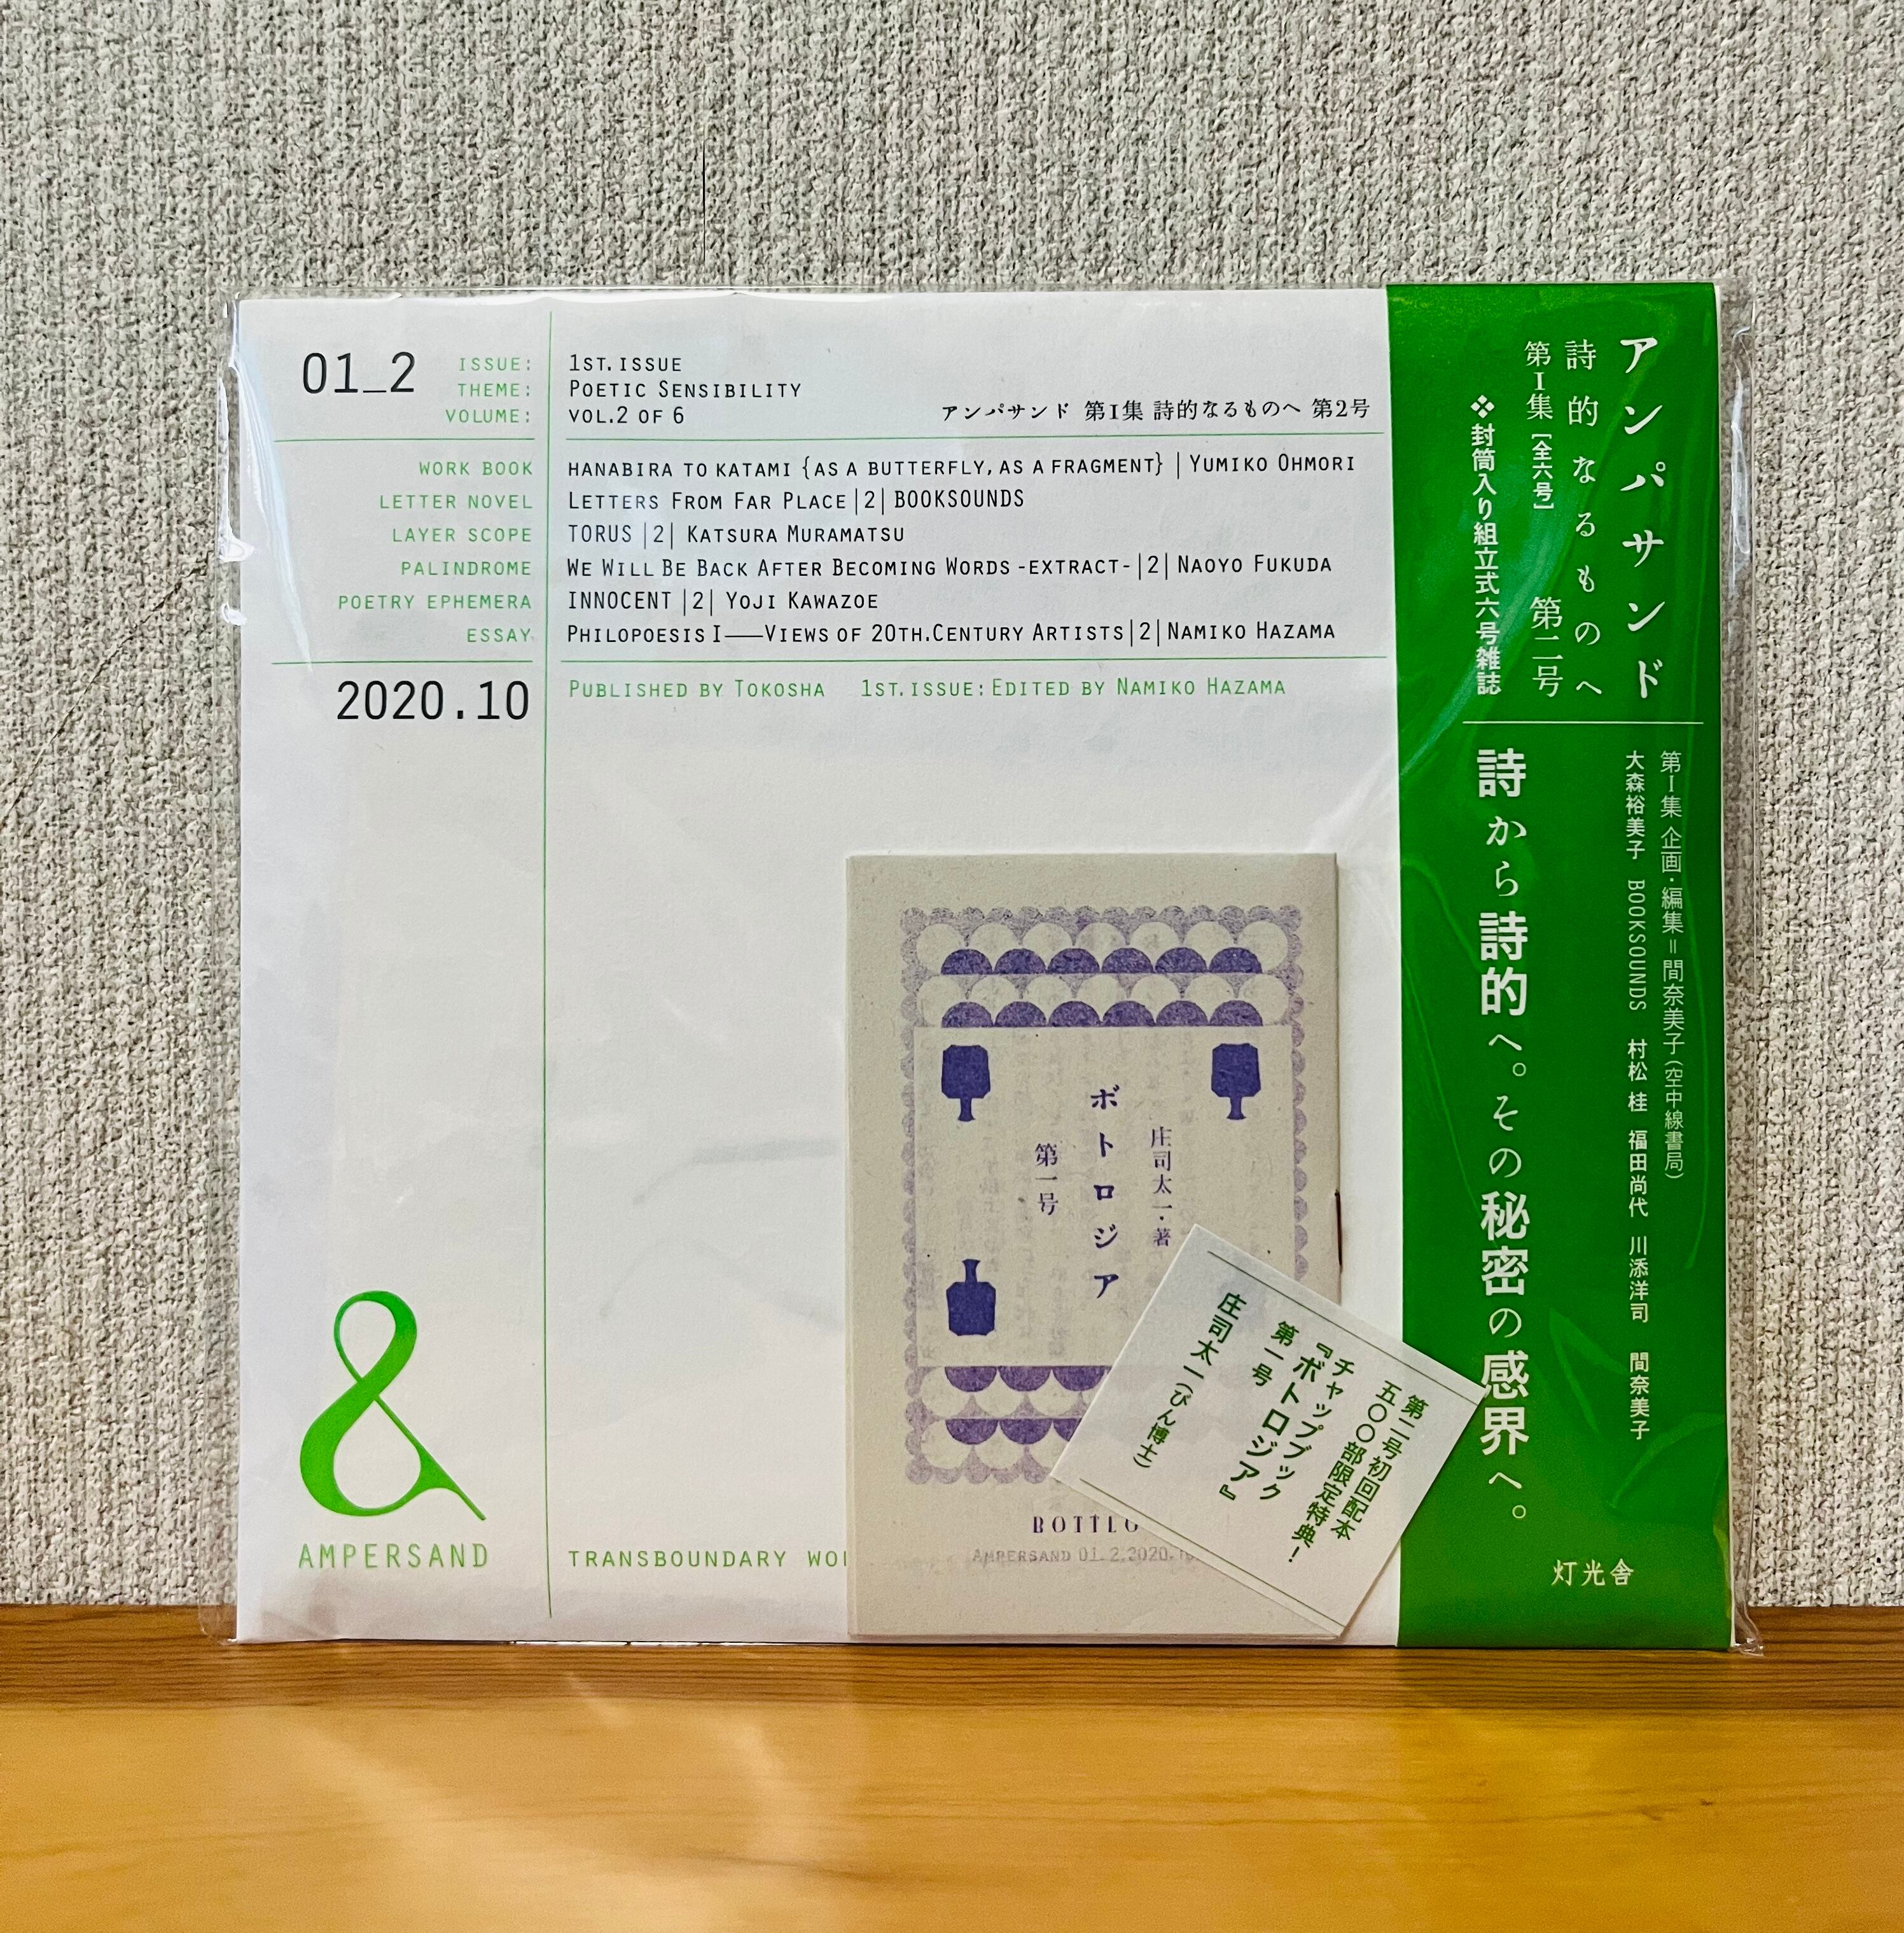 01_2
ISSUE: 1ST. ISSUE
THEME: POETIC SENSIBILITY
VOLUME: VOL.2 OF 6
アンパサンド 第I集 詩的なるものへ 第2号
WORK BOOK HANABIRA TO KATAMI {AS A BUTTERFLY, AS A FRAGMENT} | YUMIKO OHMORI
LETTER NOVEL LETTERS FROM FAR PLACE |2| BOOKSOUNDS
LAYER SCOPE TORUS |2| KATSURA MURAMATSU
PALINDROME WE WILL BE BACK AFTER BECOMING WORDS -EXTRACT- |2| NAOYO FUKUDA
POETRY EPHEMERA INNOCENT |2| YOJI KAWAZOE
ESSAY PHILOPOESIS I——VIEWS OF 20TH.CENTURY ARTISTS |2| NAMIKO HAZAMA
2020.10
PUBLISHED BY TOKOSHA 1ST. ISSUE: EDITED BY NAMIKO HAZAMA
&
AMPERSAND
TRANSBOUNDARY
庄司太一・著
ボトロジア
第一号
AMPERSAND 01_2.2020.10
第二号初回配本
五〇〇部限定特典!
チャップブック
『ボトロジア』
第一号
庄司太一(びん博士)
アンパサンド
詩的なるものへ
第I集[全六号] 第二号
❖封筒入り組立式六号雑誌
第I集 企画・編集=間奈美子(空中線書局)
大森裕美子 BOOKSOUNDS 村松 桂 福田尚代 川添洋司 間奈美子
詩から詩的へ。その秘密の感界へ。
灯光舎